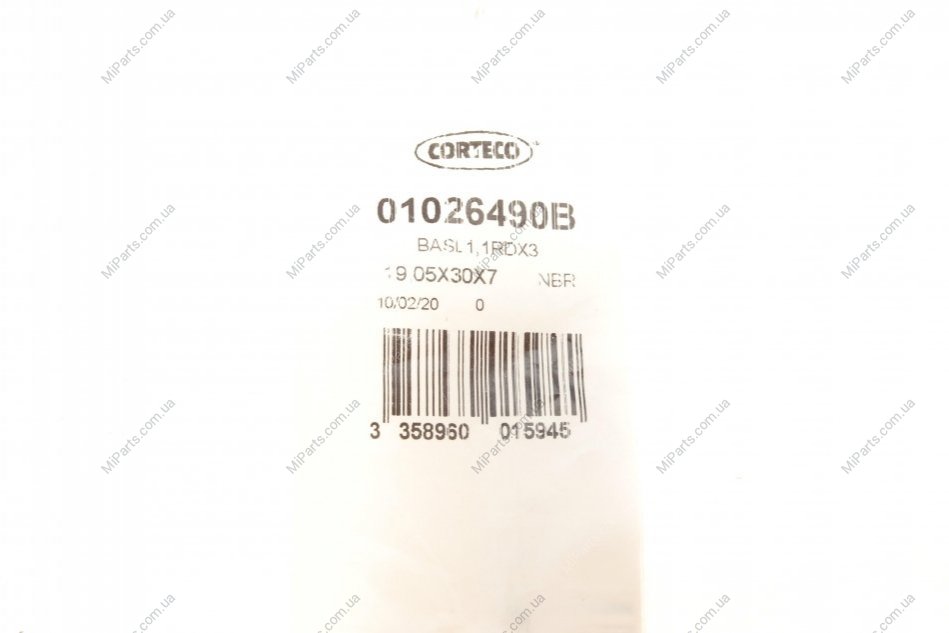 CORTECO
01026490B
BASL1,1RDX3
19.05X30X7 NBR
10/02/20 0
3 358960 015945
MiParts.com.ua